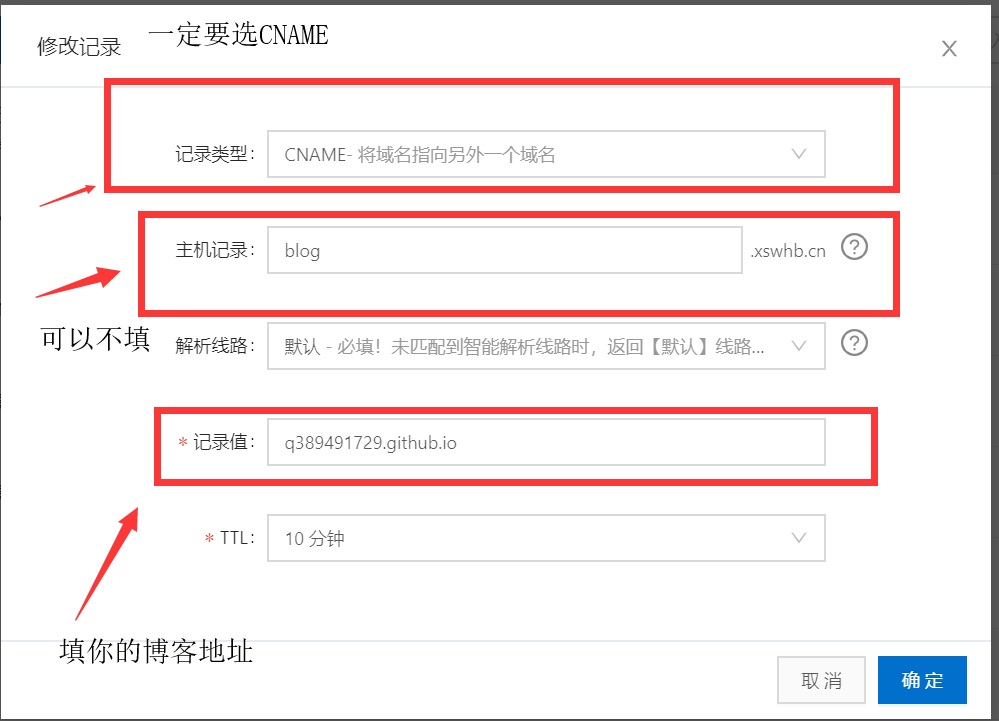 一定要选CNAME
修改记录
记录类型： CNAME- 将域名指向另外一个域名
主机记录： blog .xswhb.cn ?
可以不填
解析线路： 默认 - 必填！未匹配到智能解析线路时，返回【默认】线路... ?
* 记录值： q389491729.github.io
* TTL： 10 分钟
填你的博客地址
取 消 确 定